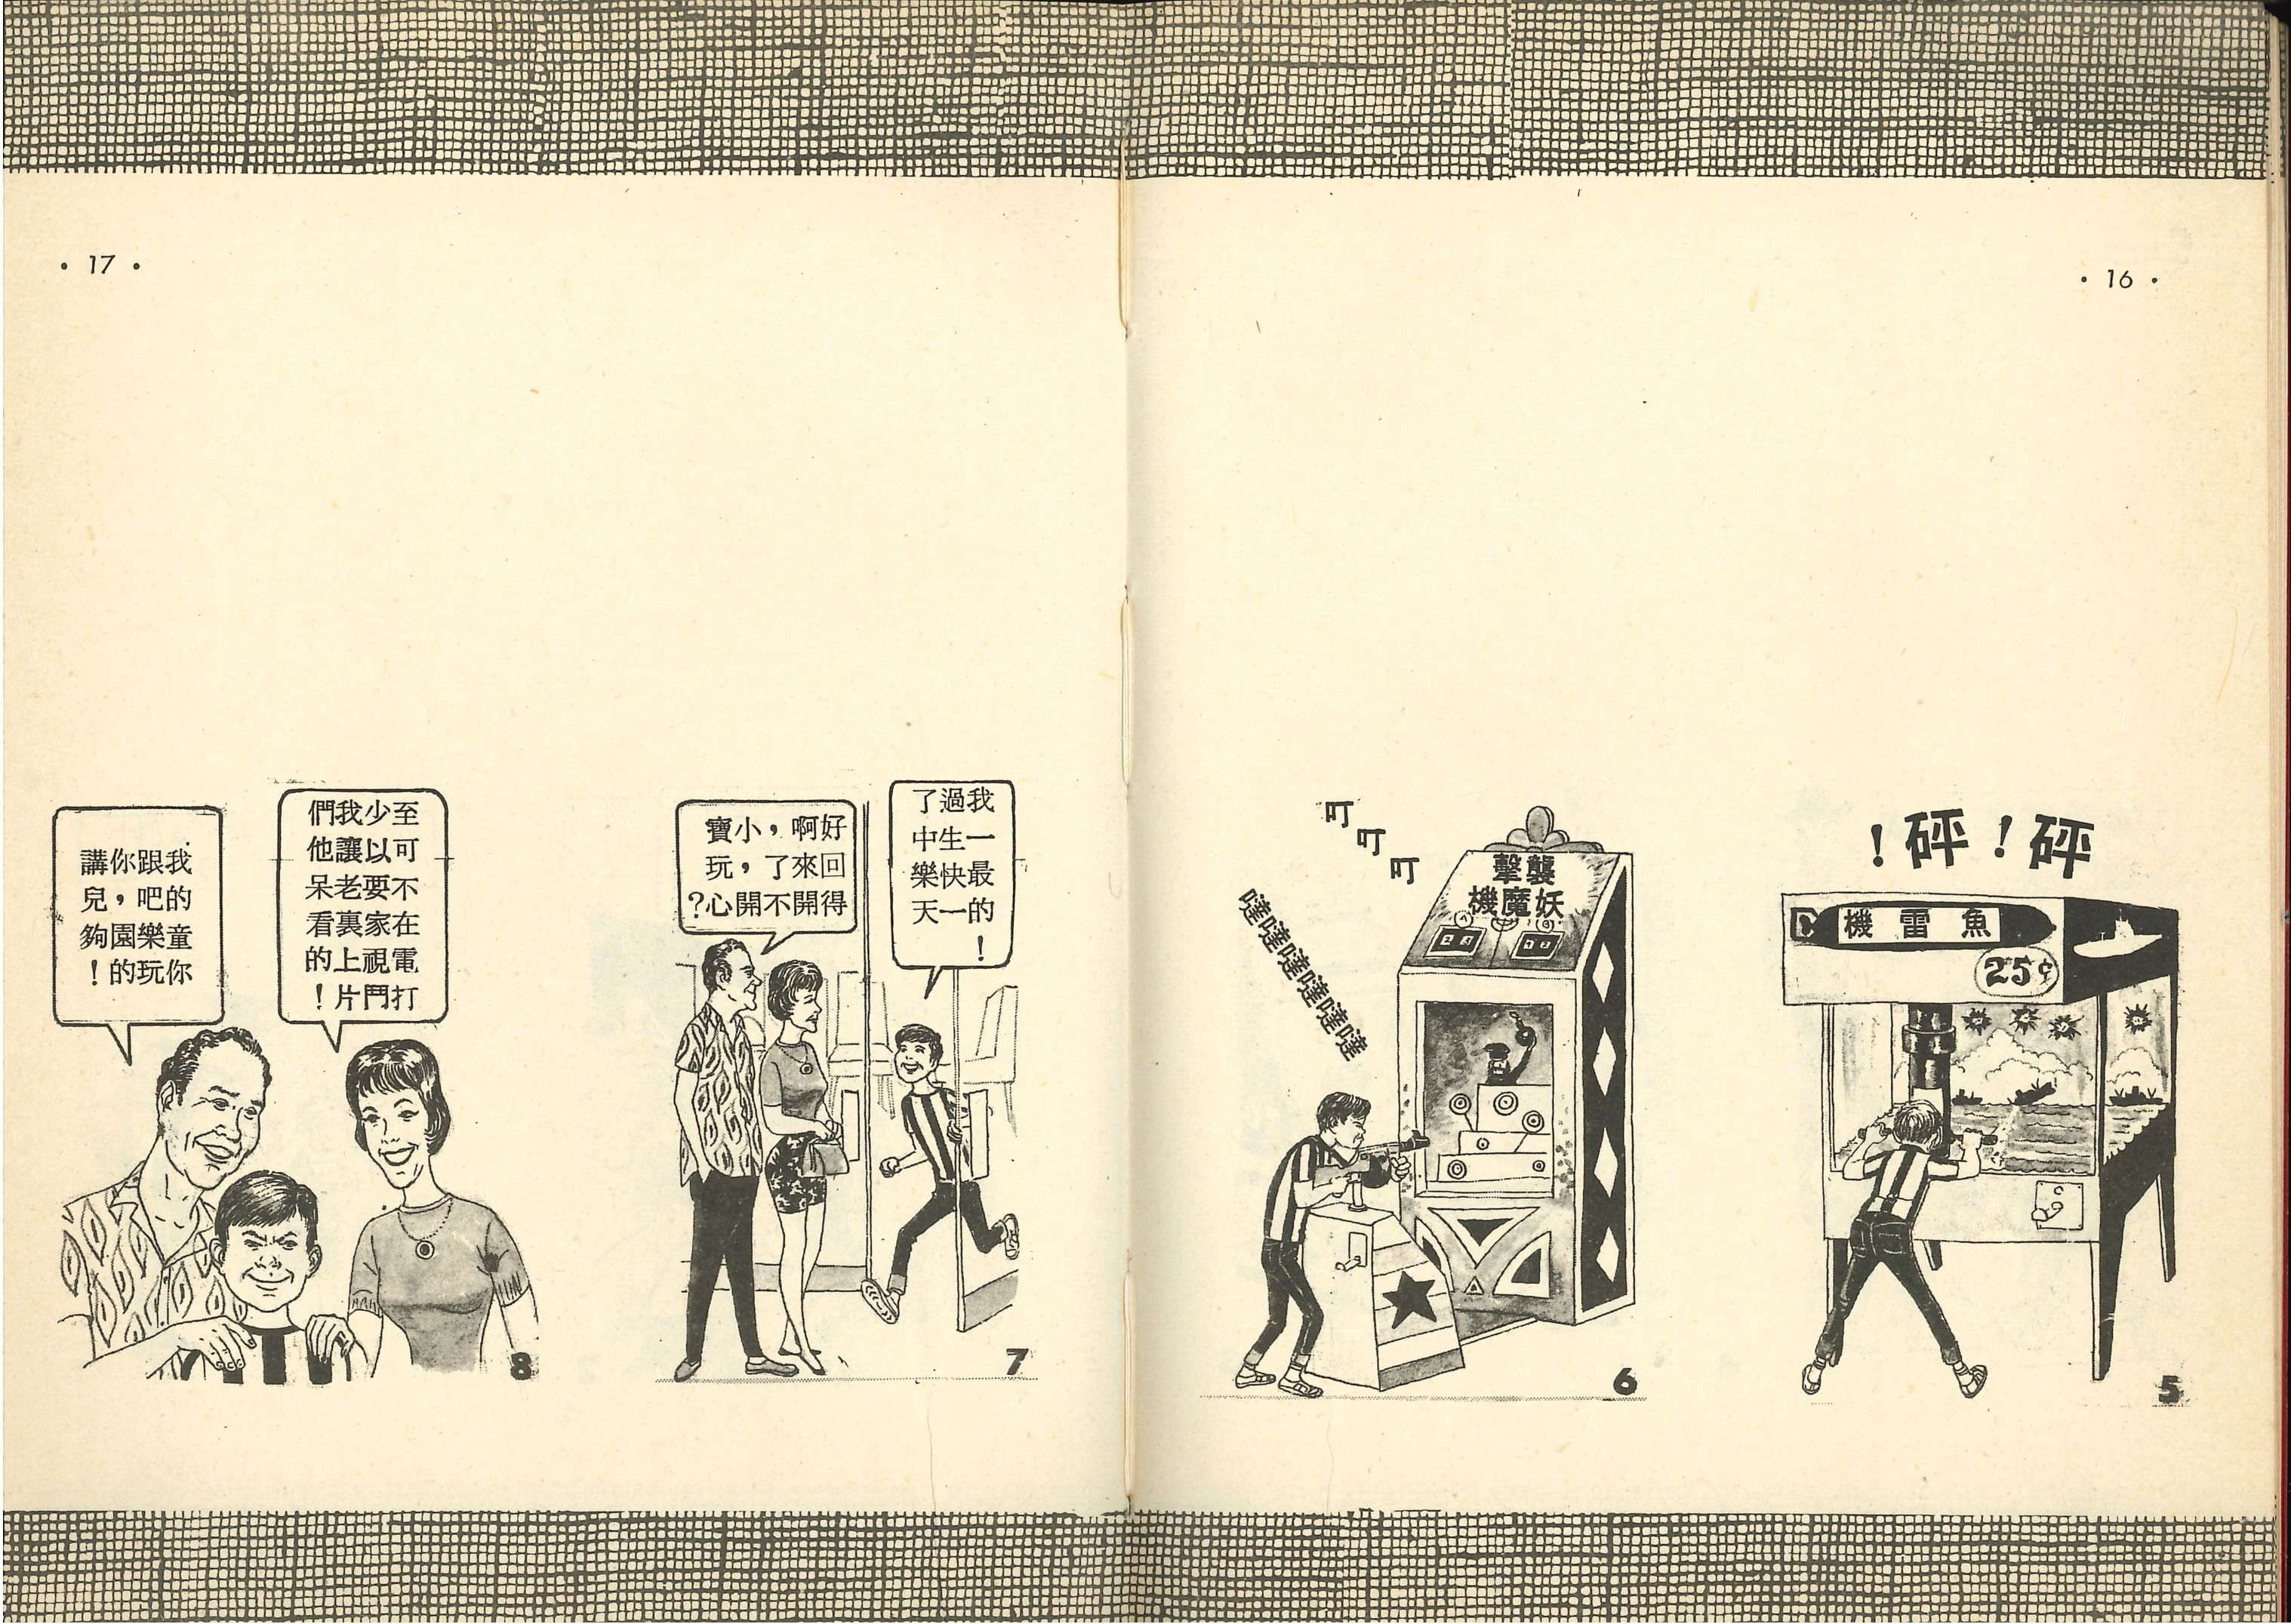 · 16 ·
砰!砰!
魚雷機
25¢
5
叮
叮
叮
噠噠噠噠噠噠噠
襲擊
妖魔機
6
· 17 ·
我過了
一生中
最快樂
的一天
!
好啊,小寶
回來了,玩
得開不開心?
7
至少我們
可以讓他
不要老呆
在家裏看
電視上的
打鬥片!
我跟你講
的吧,兒
童樂園夠
你玩的!
8